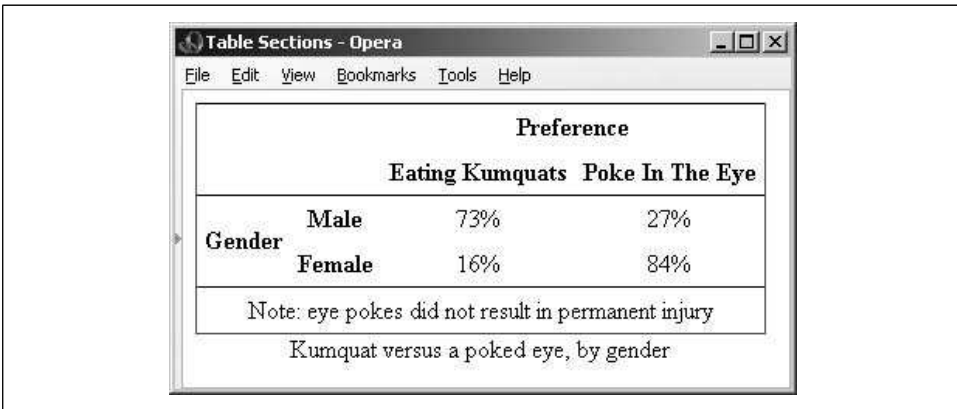 Table Sections - Opera
File Edit View Bookmarks Tools Help
Preference
Eating Kumquats Poke In The Eye
Gender
Male 73% 27%
Female 16% 84%
Note: eye pokes did not result in permanent injury
Kumquat versus a poked eye, by gender